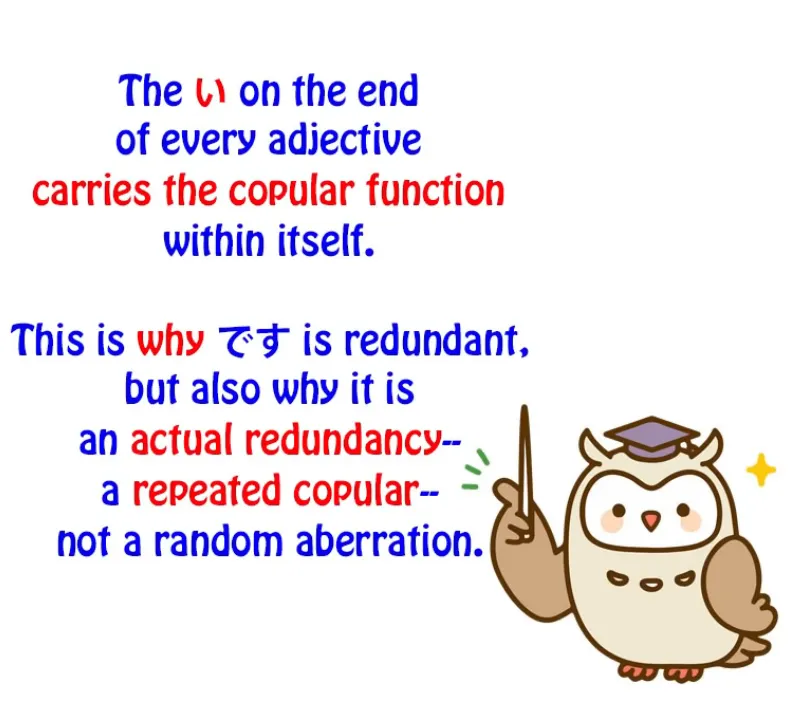 The い on the end
of every adjective
carries the copular function
within itself.
This is why です is redundant,
but also why it is
an actual redundancy--
a repeated copular--
not a random aberration.